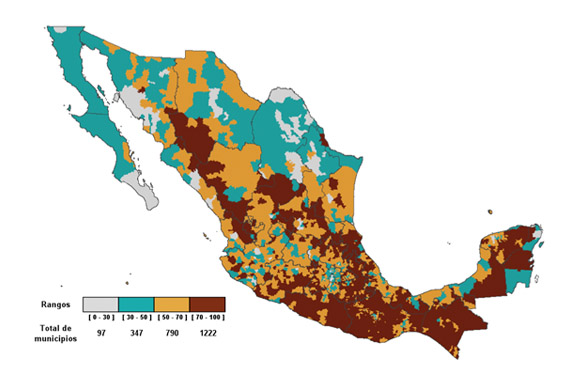 Rangos
[ 0 - 30 ] [ 30 - 50 ] [ 50 - 70 ] [ 70 - 100 ]
Total de municipios 97 347 790 1222